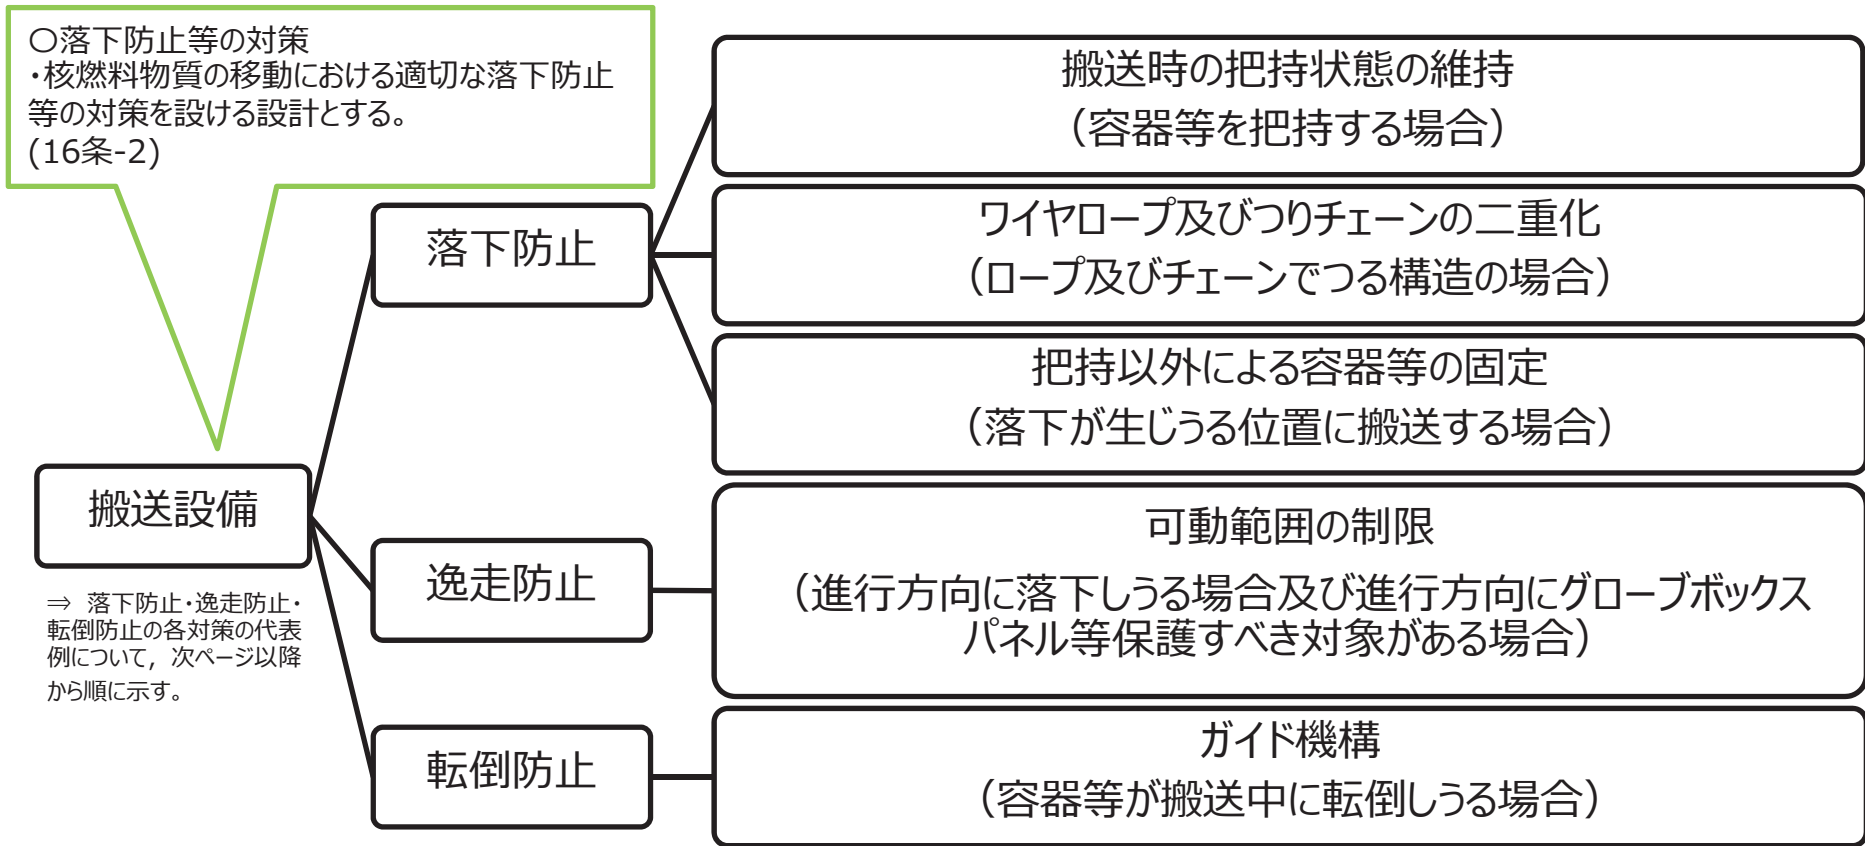 〇落下防止等の対策
・核燃料物質の移動における適切な落下防止
等の対策を設ける設計とする。
(16条-2)
搬送設備
⇒ 落下防止・逸走防止・
転倒防止の各対策の代表
例について，次ページ以降
から順に示す。
落下防止
搬送時の把持状態の維持
（容器等を把持する場合）
ワイヤロープ及びつりチェーンの二重化
（ロープ及びチェーンでつる構造の場合）
把持以外による容器等の固定
（落下が生じうる位置に搬送する場合）
逸走防止
可動範囲の制限
（進行方向に落下しうる場合及び進行方向にグローブボックス
パネル等保護すべき対象がある場合）
転倒防止
ガイド機構
（容器等が搬送中に転倒しうる場合）